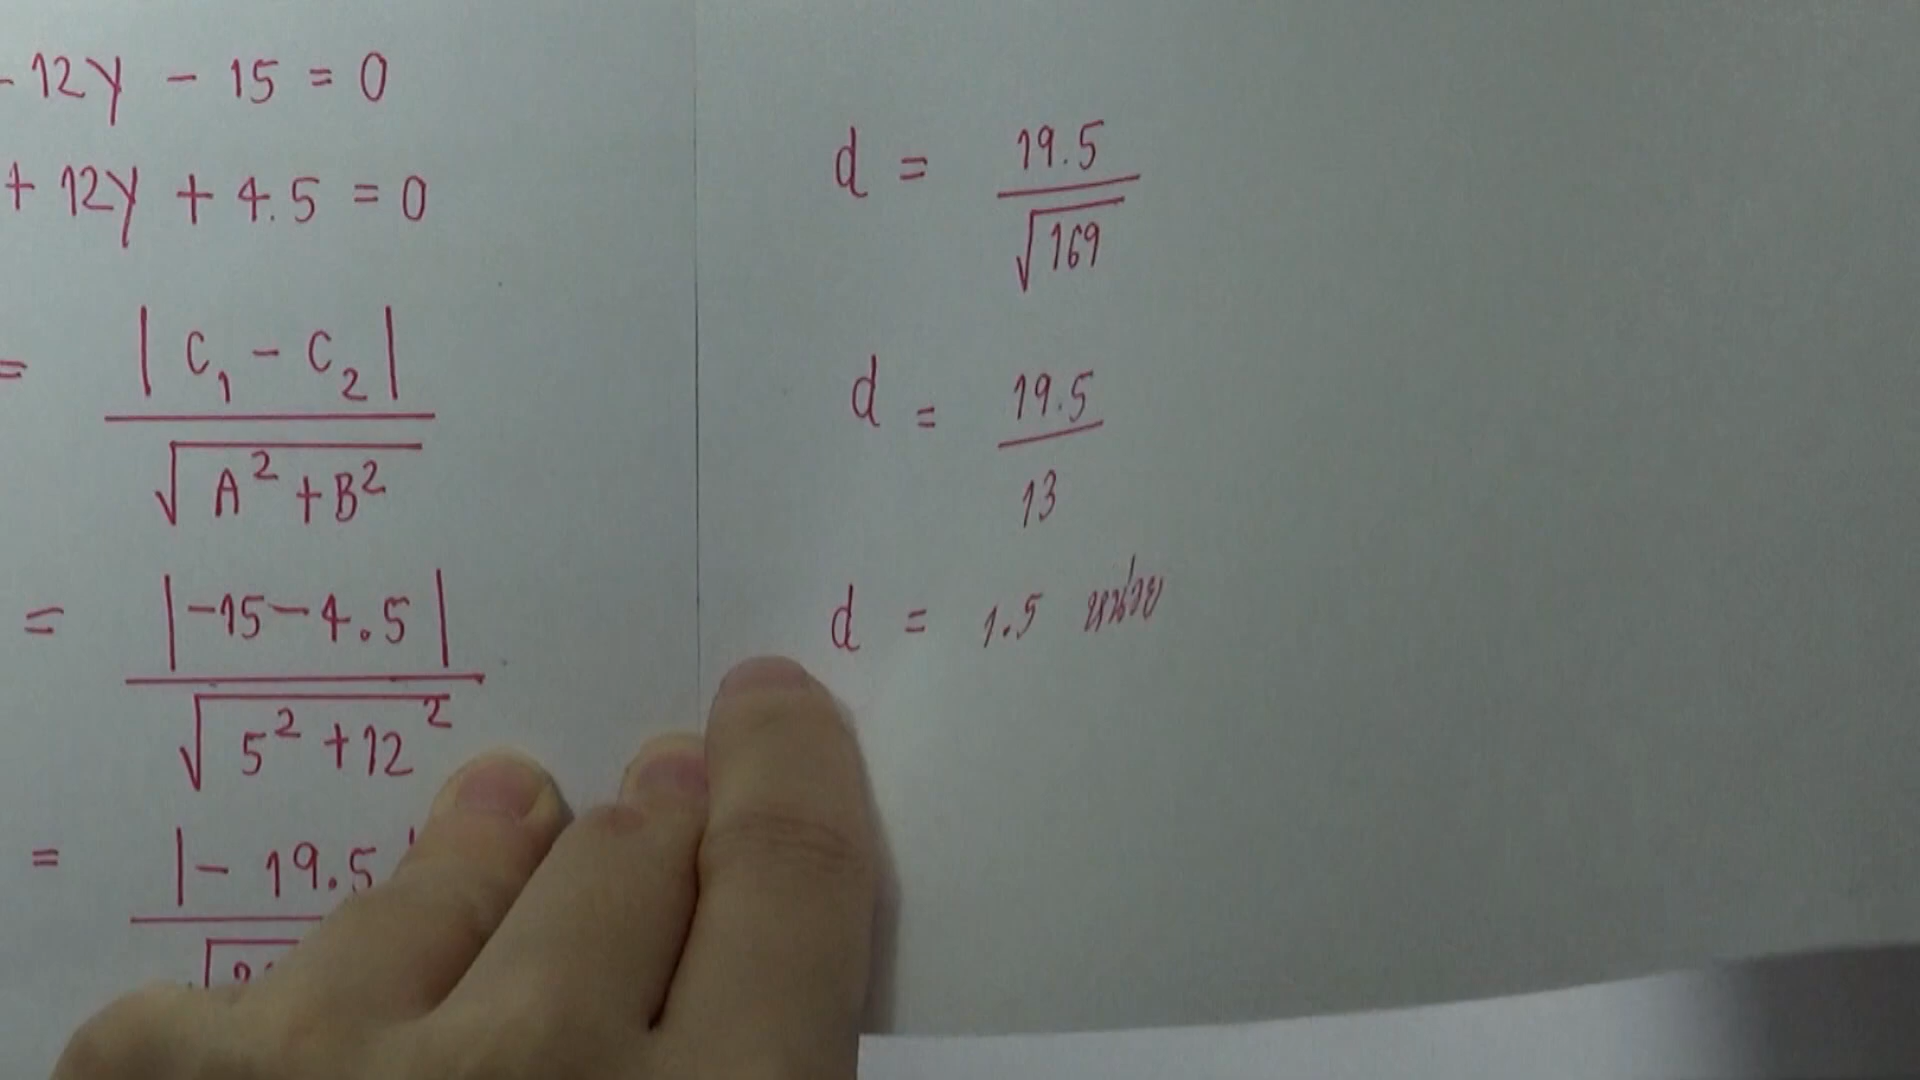 - 12y - 15 = 0
+ 12y + 4.5 = 0
= |C₁ - C₂| / √(A² + B²)
= |-15 - 4.5| / √(5² + 12²)
= |- 19.5
d = 19.5 / √169
d = 19.5 / 13
d = 1.5 หน่วย